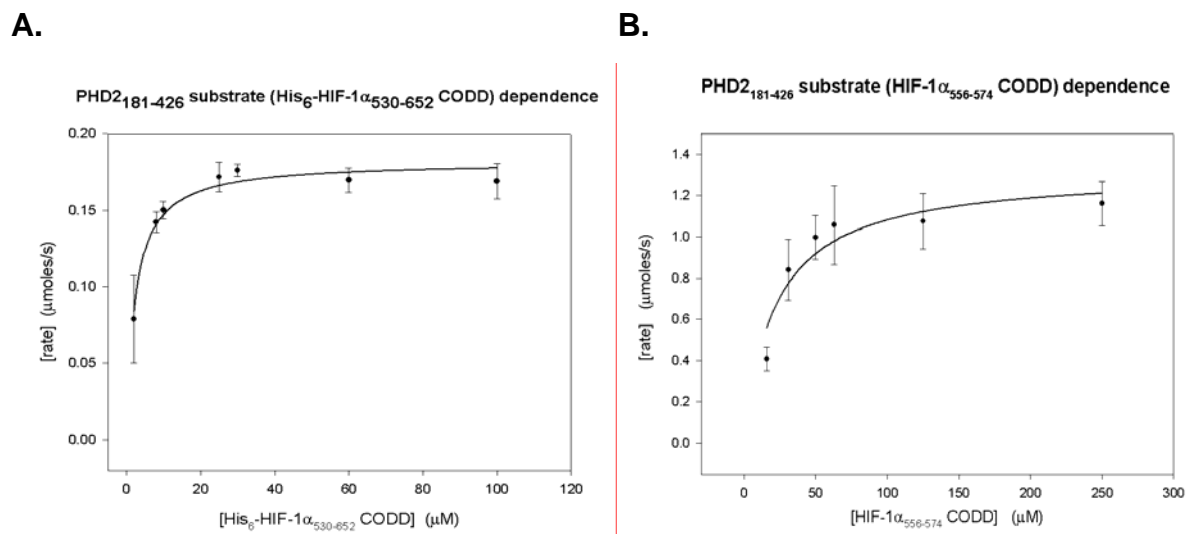 A.
PHD2181-426 substrate (His6-HIF-1α530-652 CODD) dependence
0.20
0.15
0.10
0.05
0.00
[rate] (μmoles/s)
0 20 40 60 80 100 120
[His6-HIF-1α530-652 CODD] (μM)
B.
PHD2181-426 substrate (HIF-1α556-574 CODD) dependence
1.4
1.2
1.0
0.8
0.6
0.4
0.2
0.0
[rate] (μmoles/s)
0 50 100 150 200 250 300
[HIF-1α556-574 CODD] (μM)